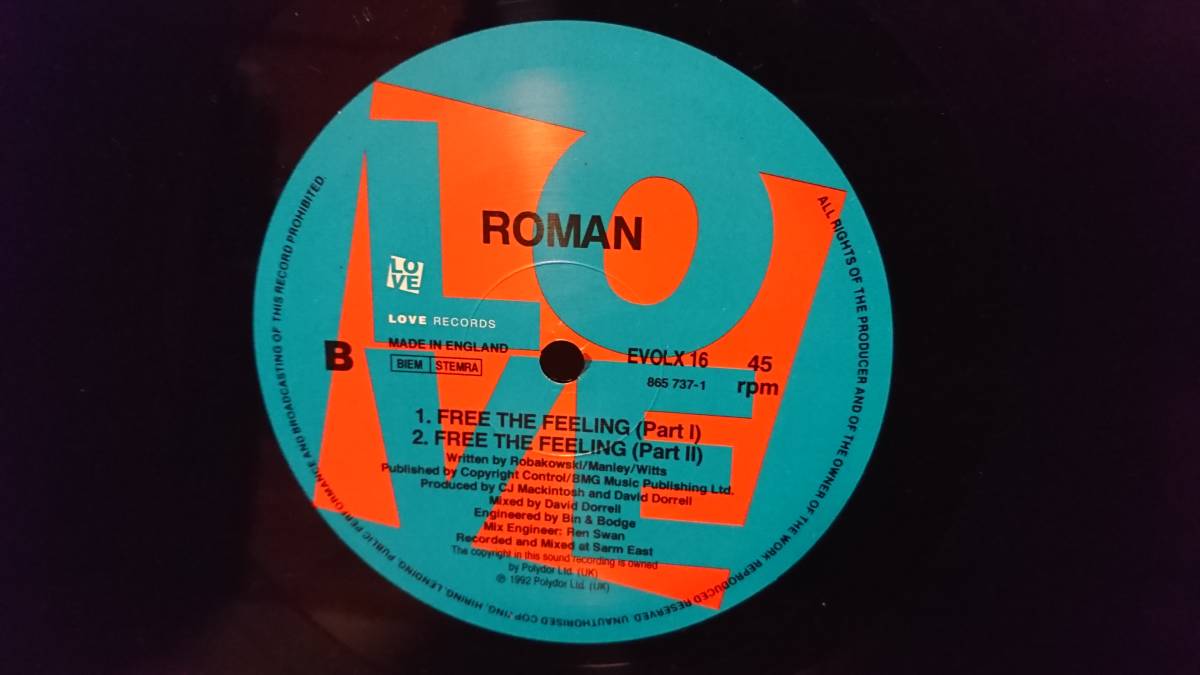 ROMAN
LO
VE
LOVE RECORDS
MADE IN ENGLAND
BIEM STEMRA
B
EVOLX 16
865 737-1
45
rpm
1. FREE THE FEELING (Part I)
2. FREE THE FEELING (Part II)
Written by Robakowski/Manley/Witts
Published by Copyright Control/BMG Music Publishing Ltd.
Produced by CJ Mackintosh and David Dorrell
Mixed by David Dorrell
Engineered by Bin & Bodge
Mix Engineer: Ren Swan
Recorded and Mixed at Sarm East
The copyright in this sound recording is owned
by Polydor Ltd. (UK)
℗ 1992 Polydor Ltd. (UK)
LOVE
ALL RIGHTS OF THE PRODUCER AND OF THE OWNER OF THE WORK REPRODUCED RESERVED. UNAUTHORISED COPYING, HIRING, LENDING, PUBLIC PERFORMANCE AND BROADCASTING OF THIS RECORD PROHIBITED.